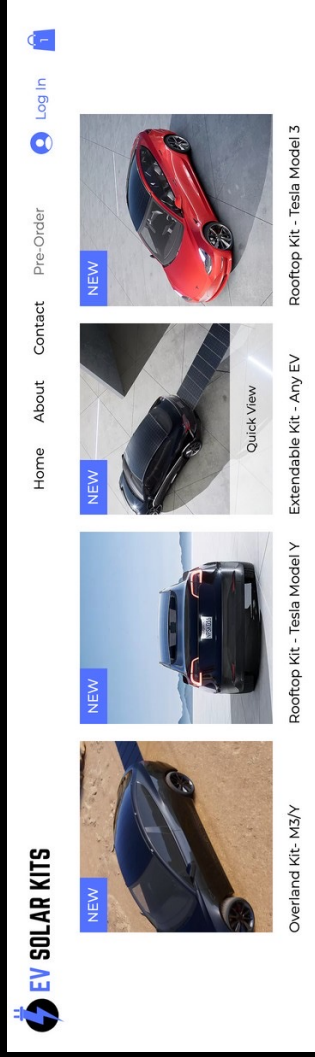 EV SOLAR KITS
Home About Contact Pre-Order Log In 1
NEW NEW NEW NEW
Quick View
Overland Kit- M3/Y Rooftop Kit - Tesla Model Y Extendable Kit - Any EV Rooftop Kit - Tesla Model 3